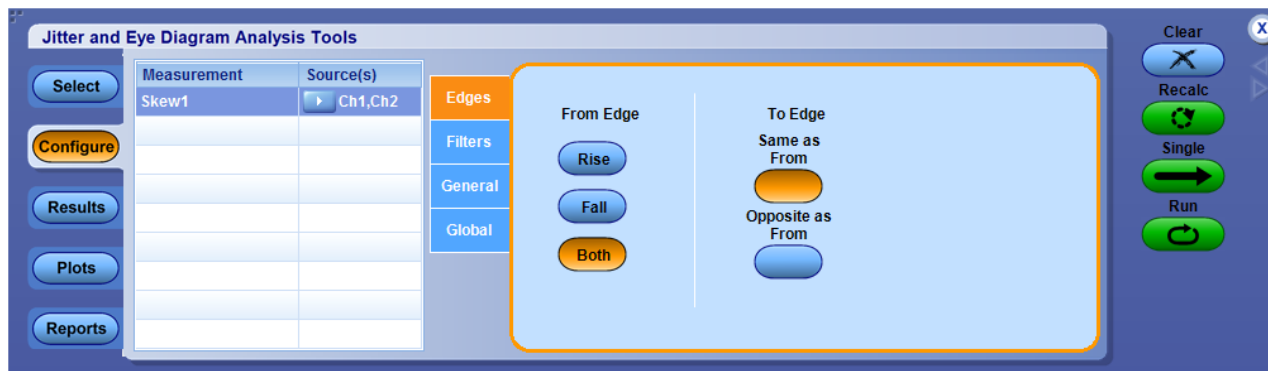 Jitter and Eye Diagram Analysis Tools
Select
Configure
Results
Plots
Reports
Measurement Source(s)
Skew1 Ch1,Ch2
Edges
Filters
General
Global
From Edge
Rise
Fall
Both
To Edge
Same as
From
Opposite as
From
Clear
X
Recalc
Single
Run